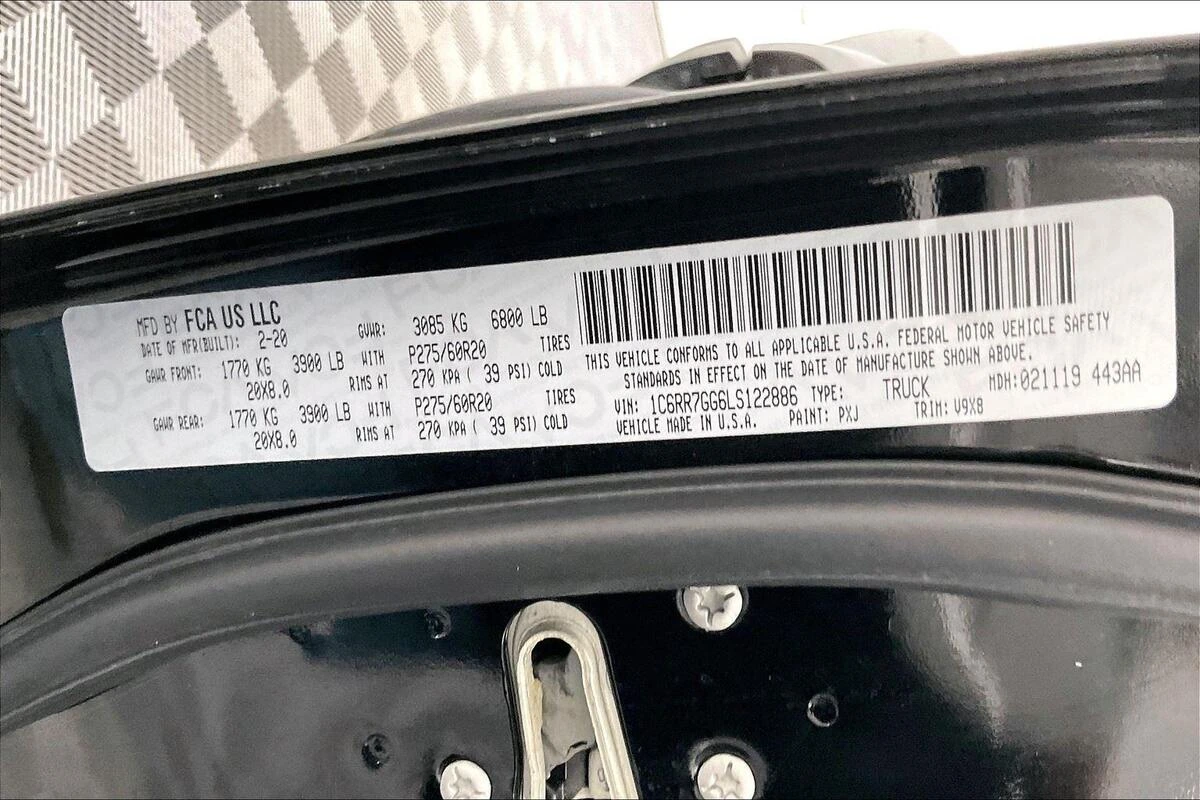 MFD BY FCA US LLC
DATE OF MFR(BUILT): 2-20 GVWR: 3085 KG 6800 LB
GAWR FRONT: 1770 KG 3900 LB WITH P275/60R20 TIRES
20X8.0 RIMS AT 270 KPA ( 39 PSI) COLD
GAWR REAR: 1770 KG 3900 LB WITH P275/60R20 TIRES
20X8.0 RIMS AT 270 KPA ( 39 PSI) COLD
THIS VEHICLE CONFORMS TO ALL APPLICABLE U.S.A. FEDERAL MOTOR VEHICLE SAFETY
STANDARDS IN EFFECT ON THE DATE OF MANUFACTURE SHOWN ABOVE.
VIN: 1C6RR7GG6LS122886 TYPE: TRUCK MDH:021119 443AA
VEHICLE MADE IN U.S.A. PAINT: PXJ TRIM: V9X8